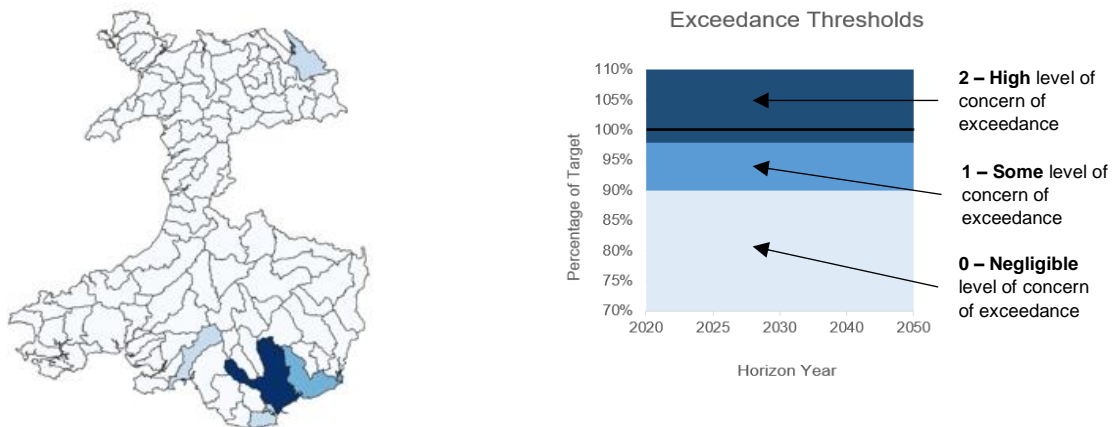 Exceedance Thresholds
110%
105%
100%
95%
90%
85%
80%
75%
70%
Percentage of Target
2020 2025 2030 2040 2050
Horizon Year
2 – High level of
concern of
exceedance
1 – Some level of
concern of
exceedance
0 – Negligible
level of concern
of exceedance